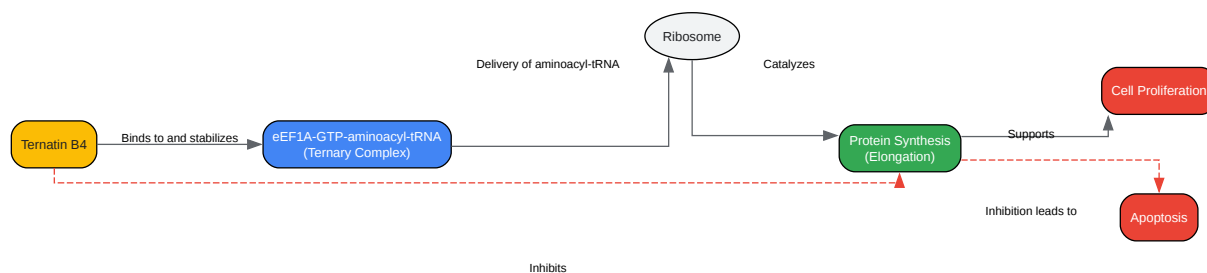 Ribosome
Delivery of aminoacyl-tRNA
Catalyzes
Cell Proliferation
Ternatin B4
Binds to and stabilizes
eEF1A-GTP-aminoacyl-tRNA
(Ternary Complex)
Protein Synthesis
(Elongation)
Supports
Inhibition leads to
Apoptosis
Inhibits